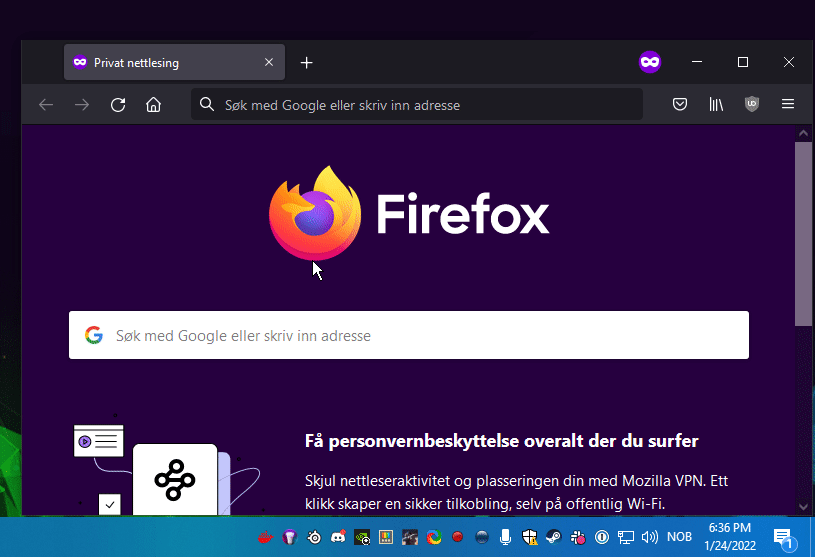 Privat nettlesing
Søk med Google eller skriv inn adresse
Firefox
Søk med Google eller skriv inn adresse
Få personvernbeskyttelse overalt der du surfer
Skjul nettleseraktivitet og plasseringen din med Mozilla VPN. Ett
klikk skaper en sikker tilkobling, selv på offentlig Wi-Fi.
NOB
6:36 PM
1/24/2022
1